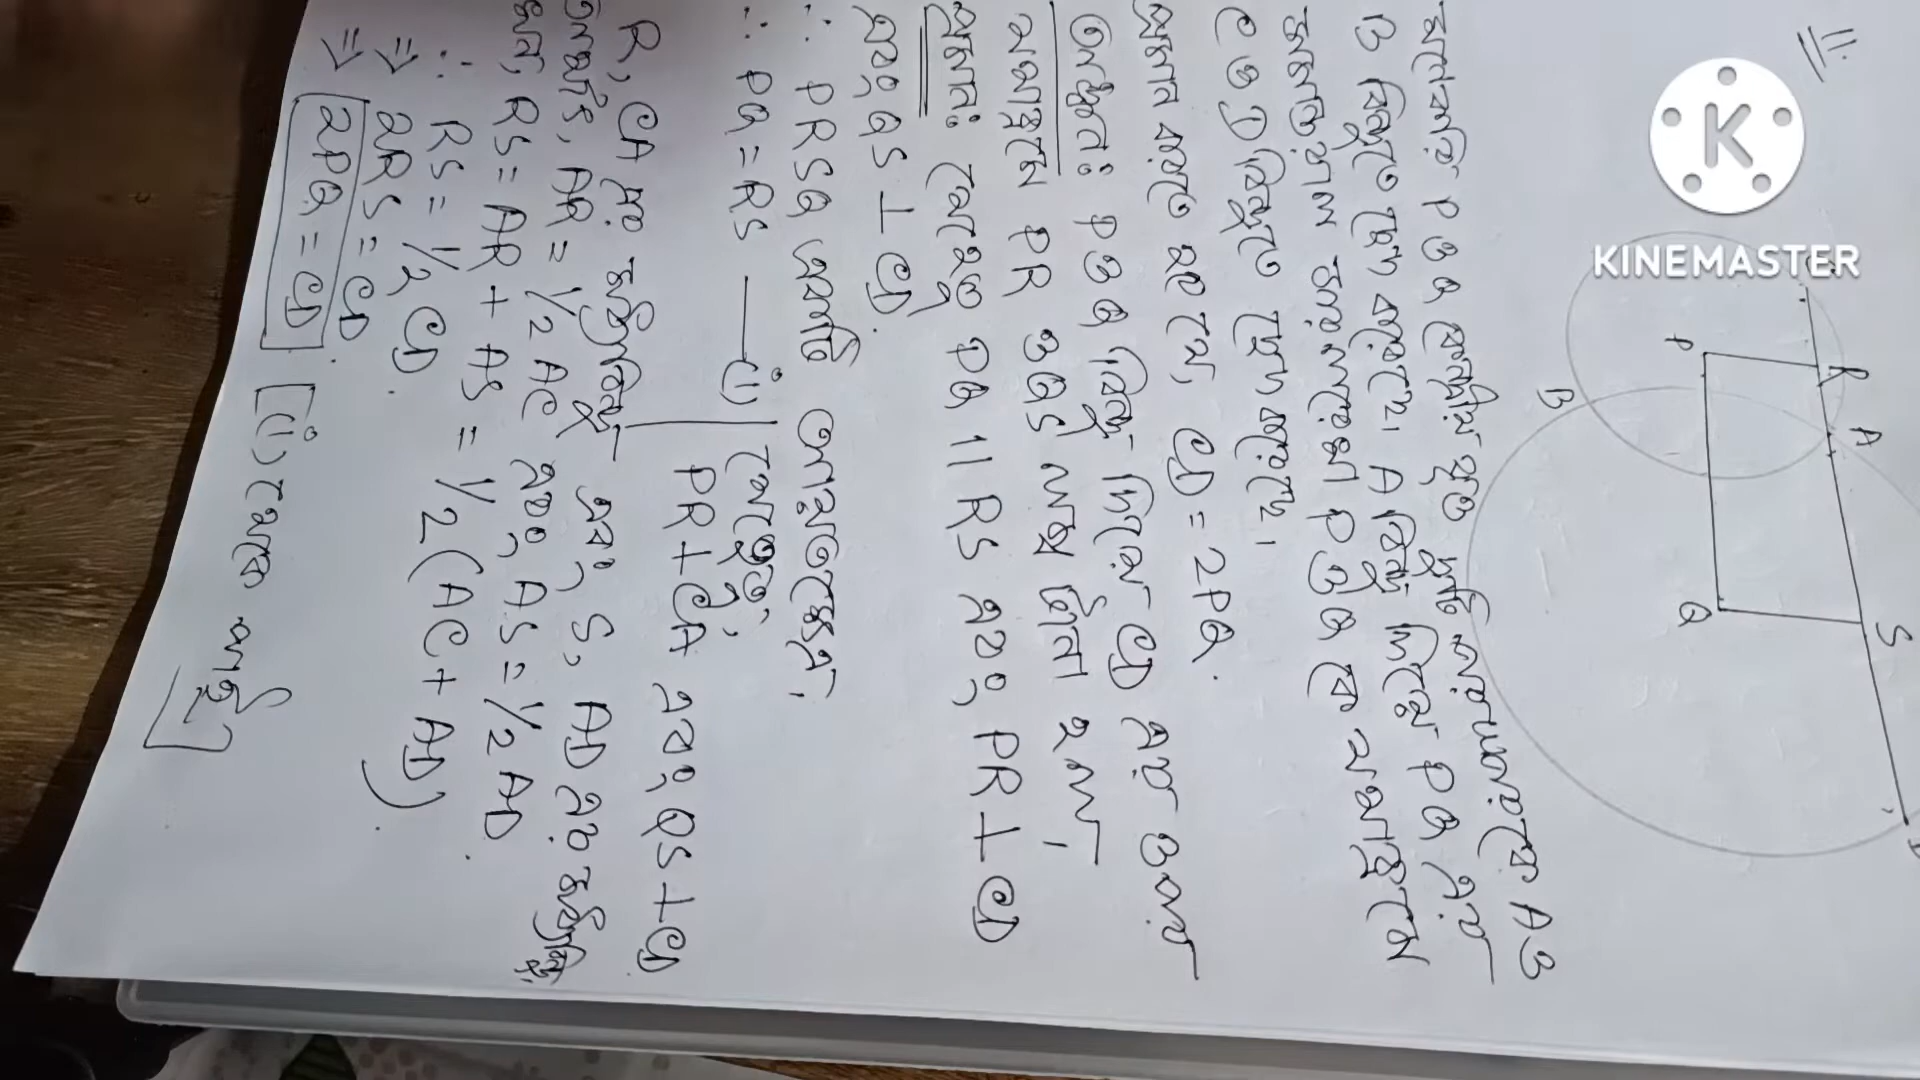 11.
P
Q
R
S
A
B
KINEMASTER
মনেকরি P ও Q কেন্দ্রীয় বৃত্ত দুটি পরস্পরকে A ও
B বিন্দুতে ছেদ করেছে। A বিন্দু দিয়ে PQ এর
সমান্তরাল সরলরেখা P ও Q কে যথাক্রমে
C ও D বিন্দুতে ছেদ করেছে।
প্রমাণ করতে হবে যে, CD = 2PQ.
অঙ্কন: P ও Q বিন্দু দিয়ে CD এর ওপর
যথাক্রমে PR ও QS লম্ব টানা হল,
প্রমাণ: যেহেতু PQ || RS এবং, PR ⊥ CD
এবং, QS ⊥ CD.
∴ PRSQ একটি আয়তক্ষেত্র,
∴ PQ = RS — (i)
যেহেতু,
PR ⊥ CA এবং, QS ⊥ CD
R, CA এর মধ্যবিন্দু এবং, S, AD এর মধ্যবিন্দু,
অর্থাৎ, AR = 1/2 AC এবং, AS = 1/2 AD
RS = AR + AS = 1/2 (AC + AD).
∴ RS = 1/2 CD.
⇒ 2RS = CD.
⇒ 2PQ = CD [(i) থেকে পাই]